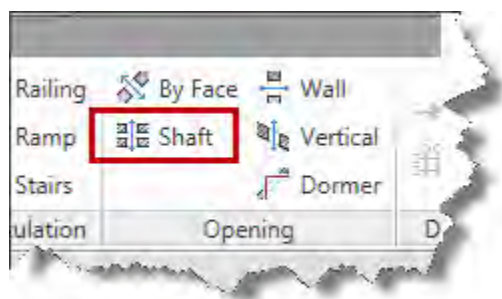 Railing By Face Wall
Ramp Shaft Vertical
Stairs Dormer
ulation Opening D